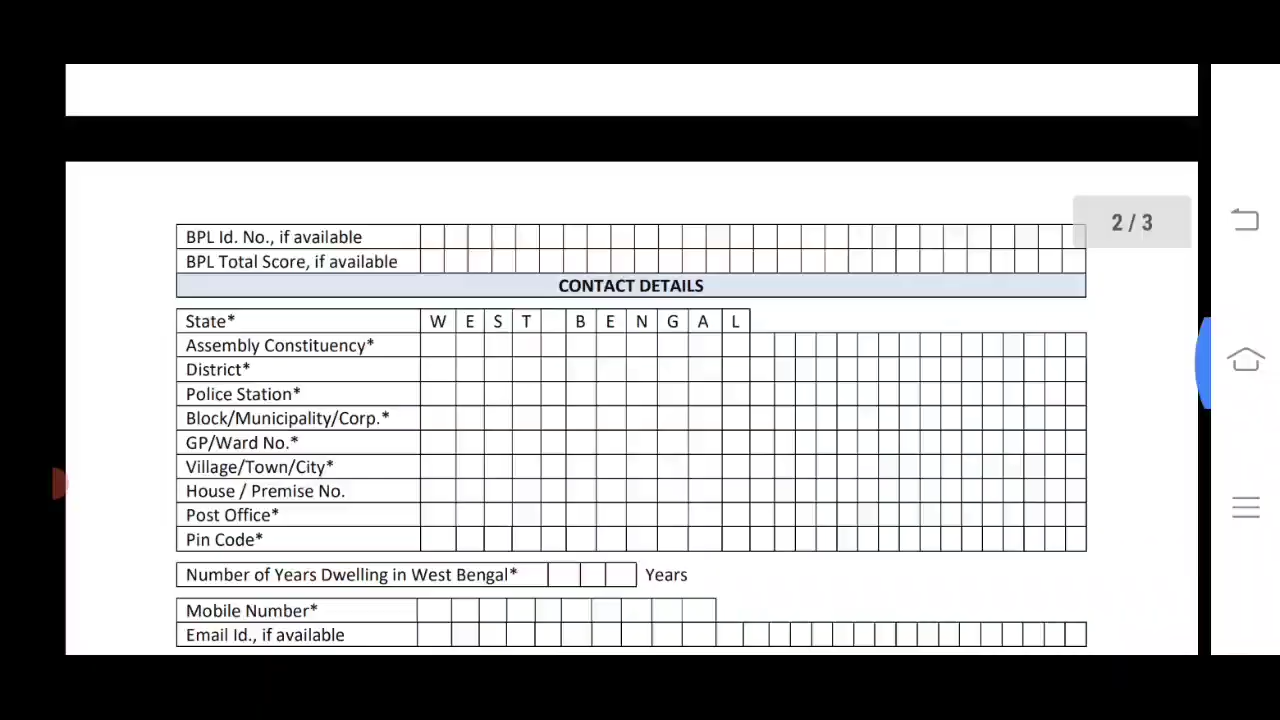 2 / 3
BPL Id. No., if available
BPL Total Score, if available
CONTACT DETAILS
State* W E S T B E N G A L
Assembly Constituency*
District*
Police Station*
Block/Municipality/Corp.*
GP/Ward No.*
Village/Town/City*
House / Premise No.
Post Office*
Pin Code*
Number of Years Dwelling in West Bengal* Years
Mobile Number*
Email Id., if available